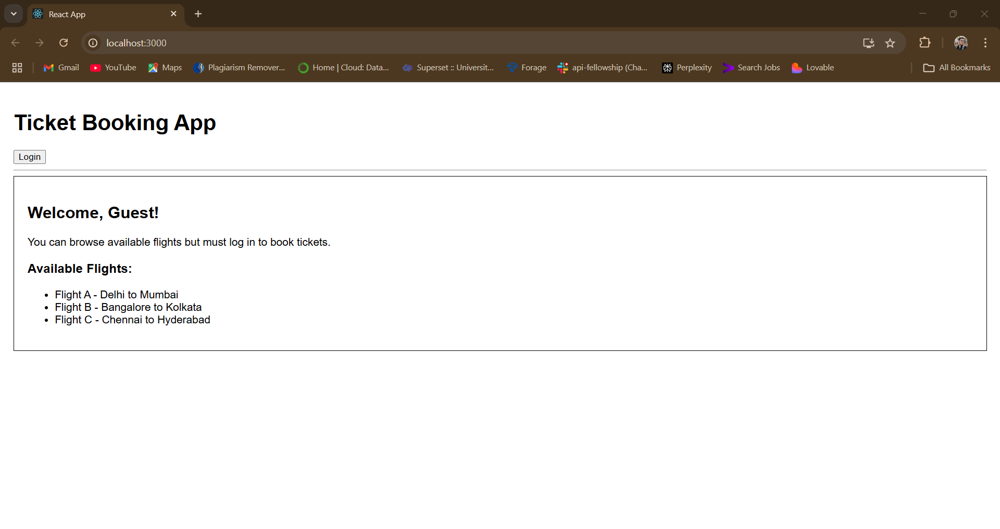 React App
localhost:3000
Gmail YouTube Maps Plagiarism Remover... Home | Cloud: Data... Superset :: Universit... Forage api-fellowship (Cha... Perplexity Search Jobs Lovable All Bookmarks
Ticket Booking App
Login
Welcome, Guest!
You can browse available flights but must log in to book tickets.
Available Flights:
• Flight A - Delhi to Mumbai
• Flight B - Bangalore to Kolkata
• Flight C - Chennai to Hyderabad